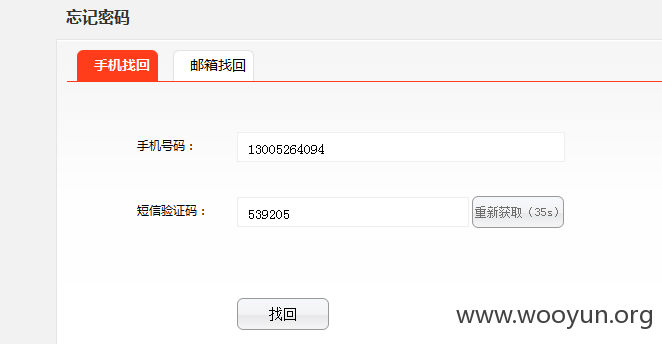 忘记密码
手机找回 邮箱找回
手机号码： 13005264094
短信验证码： 539205 重新获取（35s）
找回
www.wooyun.org